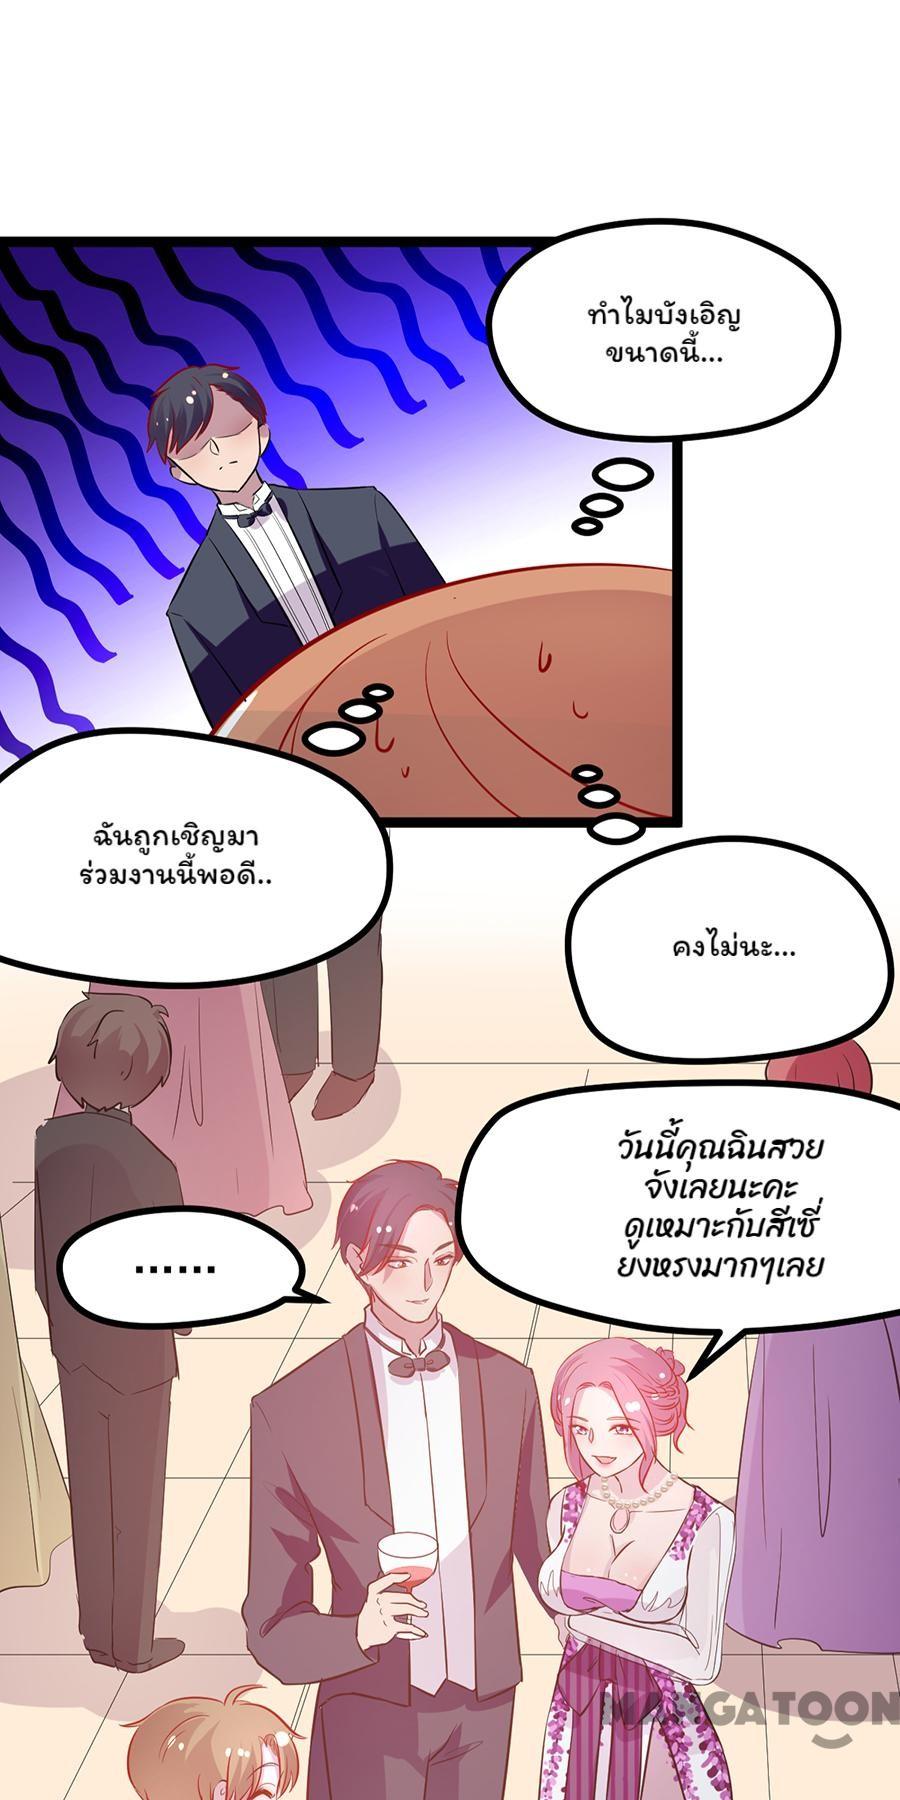 ทำไมบังเอิญ
ขนาดนี้...
ฉันถูกเชิญมา
ร่วมงานนี้พอดี..
คงไม่นะ...
วันนี้คุณฉินสวย
จังเลยนะคะ
ดูเหมาะกับสีเซี่
ยงหรงมากๆเลย
......
MANGATOON